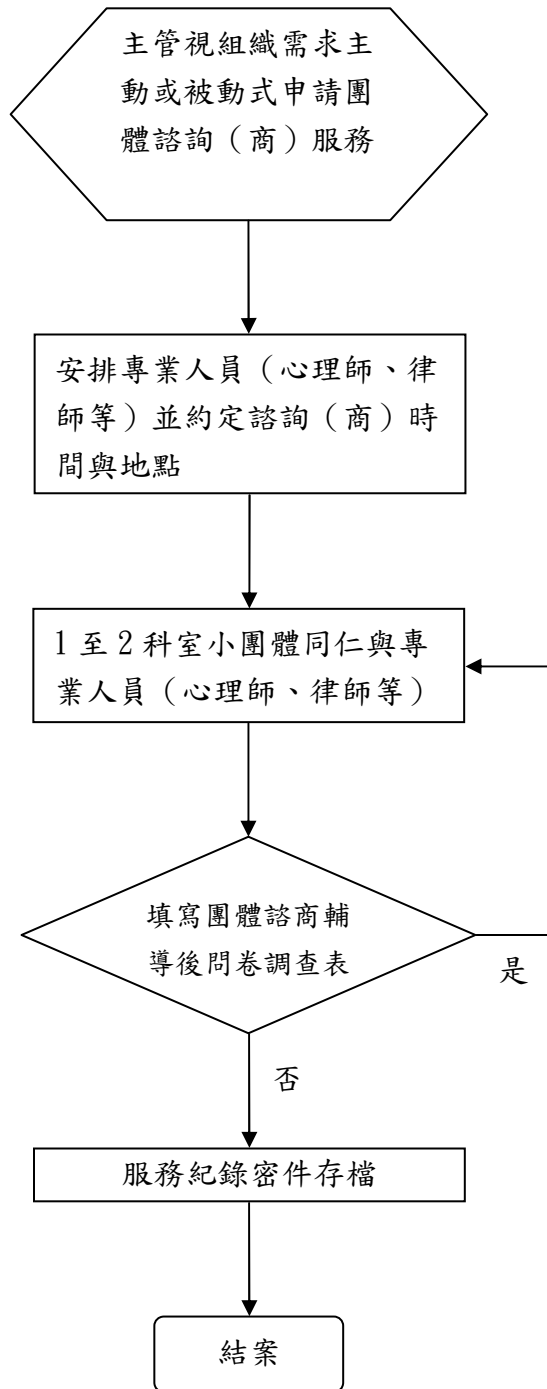 主管視組織需求主
動或被動式申請團
體諮詢（商）服務
安排專業人員（心理師、律
師等）並約定諮詢（商）時
間與地點
1 至 2 科室小團體同仁與專
業人員（心理師、律師等）
填寫團體諮商輔
導後問卷調查表
是
否
服務紀錄密件存檔
結案